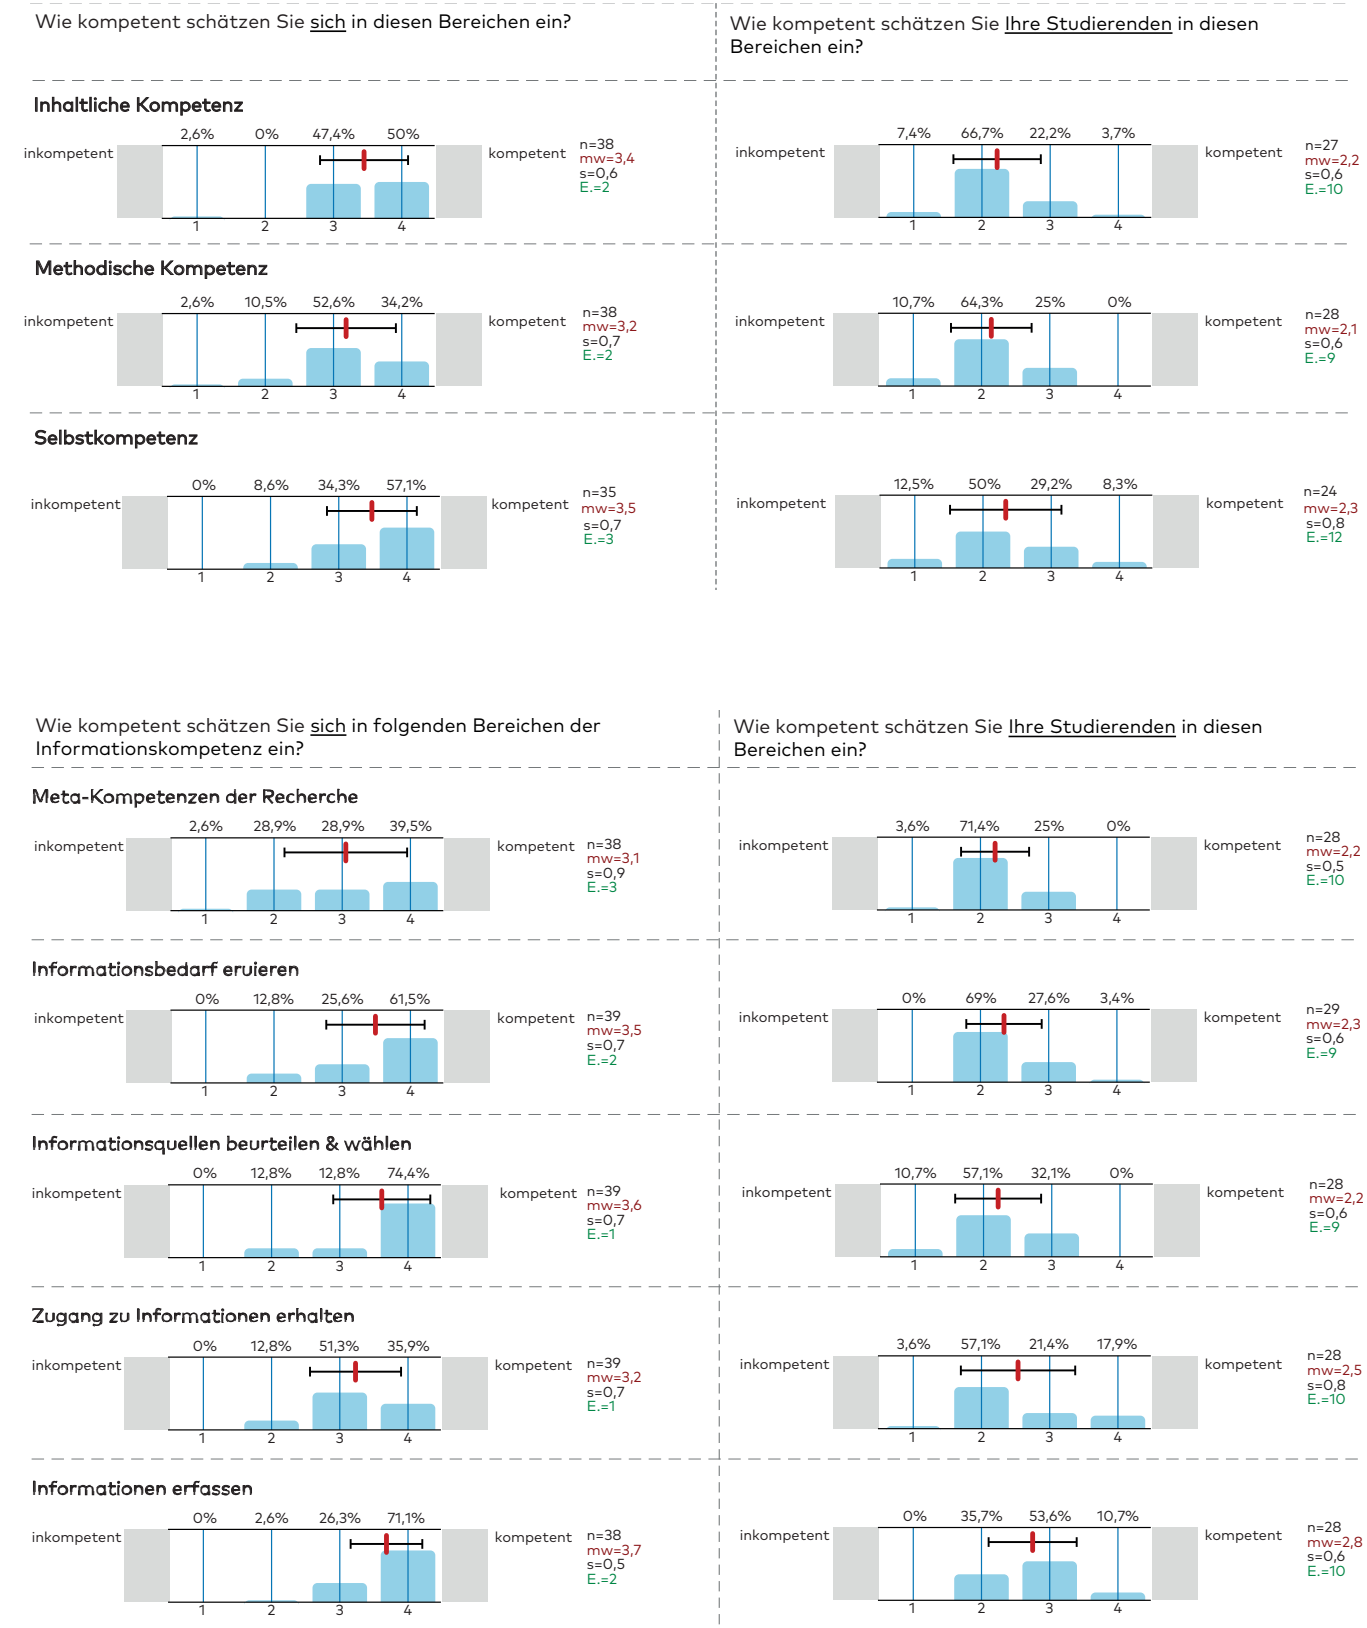 Wie kompetent schätzen Sie sich in diesen Bereichen ein?
Wie kompetent schätzen Sie Ihre Studierenden in diesen
Bereichen ein?
Inhaltliche Kompetenz
2,6% 0% 47,4% 50%
inkompetent kompetent
n=38
mw=3,4
s=0,6
E.=2
1 2 3 4
7,4% 66,7% 22,2% 3,7%
inkompetent kompetent
n=27
mw=2,2
s=0,6
E.=10
1 2 3 4
Methodische Kompetenz
2,6% 10,5% 52,6% 34,2%
inkompetent kompetent
n=38
mw=3,2
s=0,7
E.=2
1 2 3 4
10,7% 64,3% 25% 0%
inkompetent kompetent
n=28
mw=2,1
s=0,6
E.=9
1 2 3 4
Selbstkompetenz
0% 8,6% 34,3% 57,1%
inkompetent kompetent
n=35
mw=3,5
s=0,7
E.=3
1 2 3 4
12,5% 50% 29,2% 8,3%
inkompetent kompetent
n=24
mw=2,3
s=0,8
E.=12
1 2 3 4
Wie kompetent schätzen Sie sich in folgenden Bereichen der
Informationskompetenz ein?
Wie kompetent schätzen Sie Ihre Studierenden in diesen
Bereichen ein?
Meta-Kompetenzen der Recherche
2,6% 28,9% 28,9% 39,5%
inkompetent kompetent
n=38
mw=3,1
s=0,9
E.=3
1 2 3 4
3,6% 71,4% 25% 0%
inkompetent kompetent
n=28
mw=2,2
s=0,5
E.=10
1 2 3 4
Informationsbedarf eruieren
0% 12,8% 25,6% 61,5%
inkompetent kompetent
n=39
mw=3,5
s=0,7
E.=2
1 2 3 4
0% 69% 27,6% 3,4%
inkompetent kompetent
n=29
mw=2,3
s=0,6
E.=9
1 2 3 4
Informationsquellen beurteilen & wählen
0% 12,8% 12,8% 74,4%
inkompetent kompetent
n=39
mw=3,6
s=0,7
E.=1
1 2 3 4
10,7% 57,1% 32,1% 0%
inkompetent kompetent
n=28
mw=2,2
s=0,6
E.=9
1 2 3 4
Zugang zu Informationen erhalten
0% 12,8% 51,3% 35,9%
inkompetent kompetent
n=39
mw=3,2
s=0,7
E.=1
1 2 3 4
3,6% 57,1% 21,4% 17,9%
inkompetent kompetent
n=28
mw=2,5
s=0,8
E.=10
1 2 3 4
Informationen erfassen
0% 2,6% 26,3% 71,1%
inkompetent kompetent
n=38
mw=3,7
s=0,5
E.=2
1 2 3 4
0% 35,7% 53,6% 10,7%
inkompetent kompetent
n=28
mw=2,8
s=0,6
E.=10
1 2 3 4